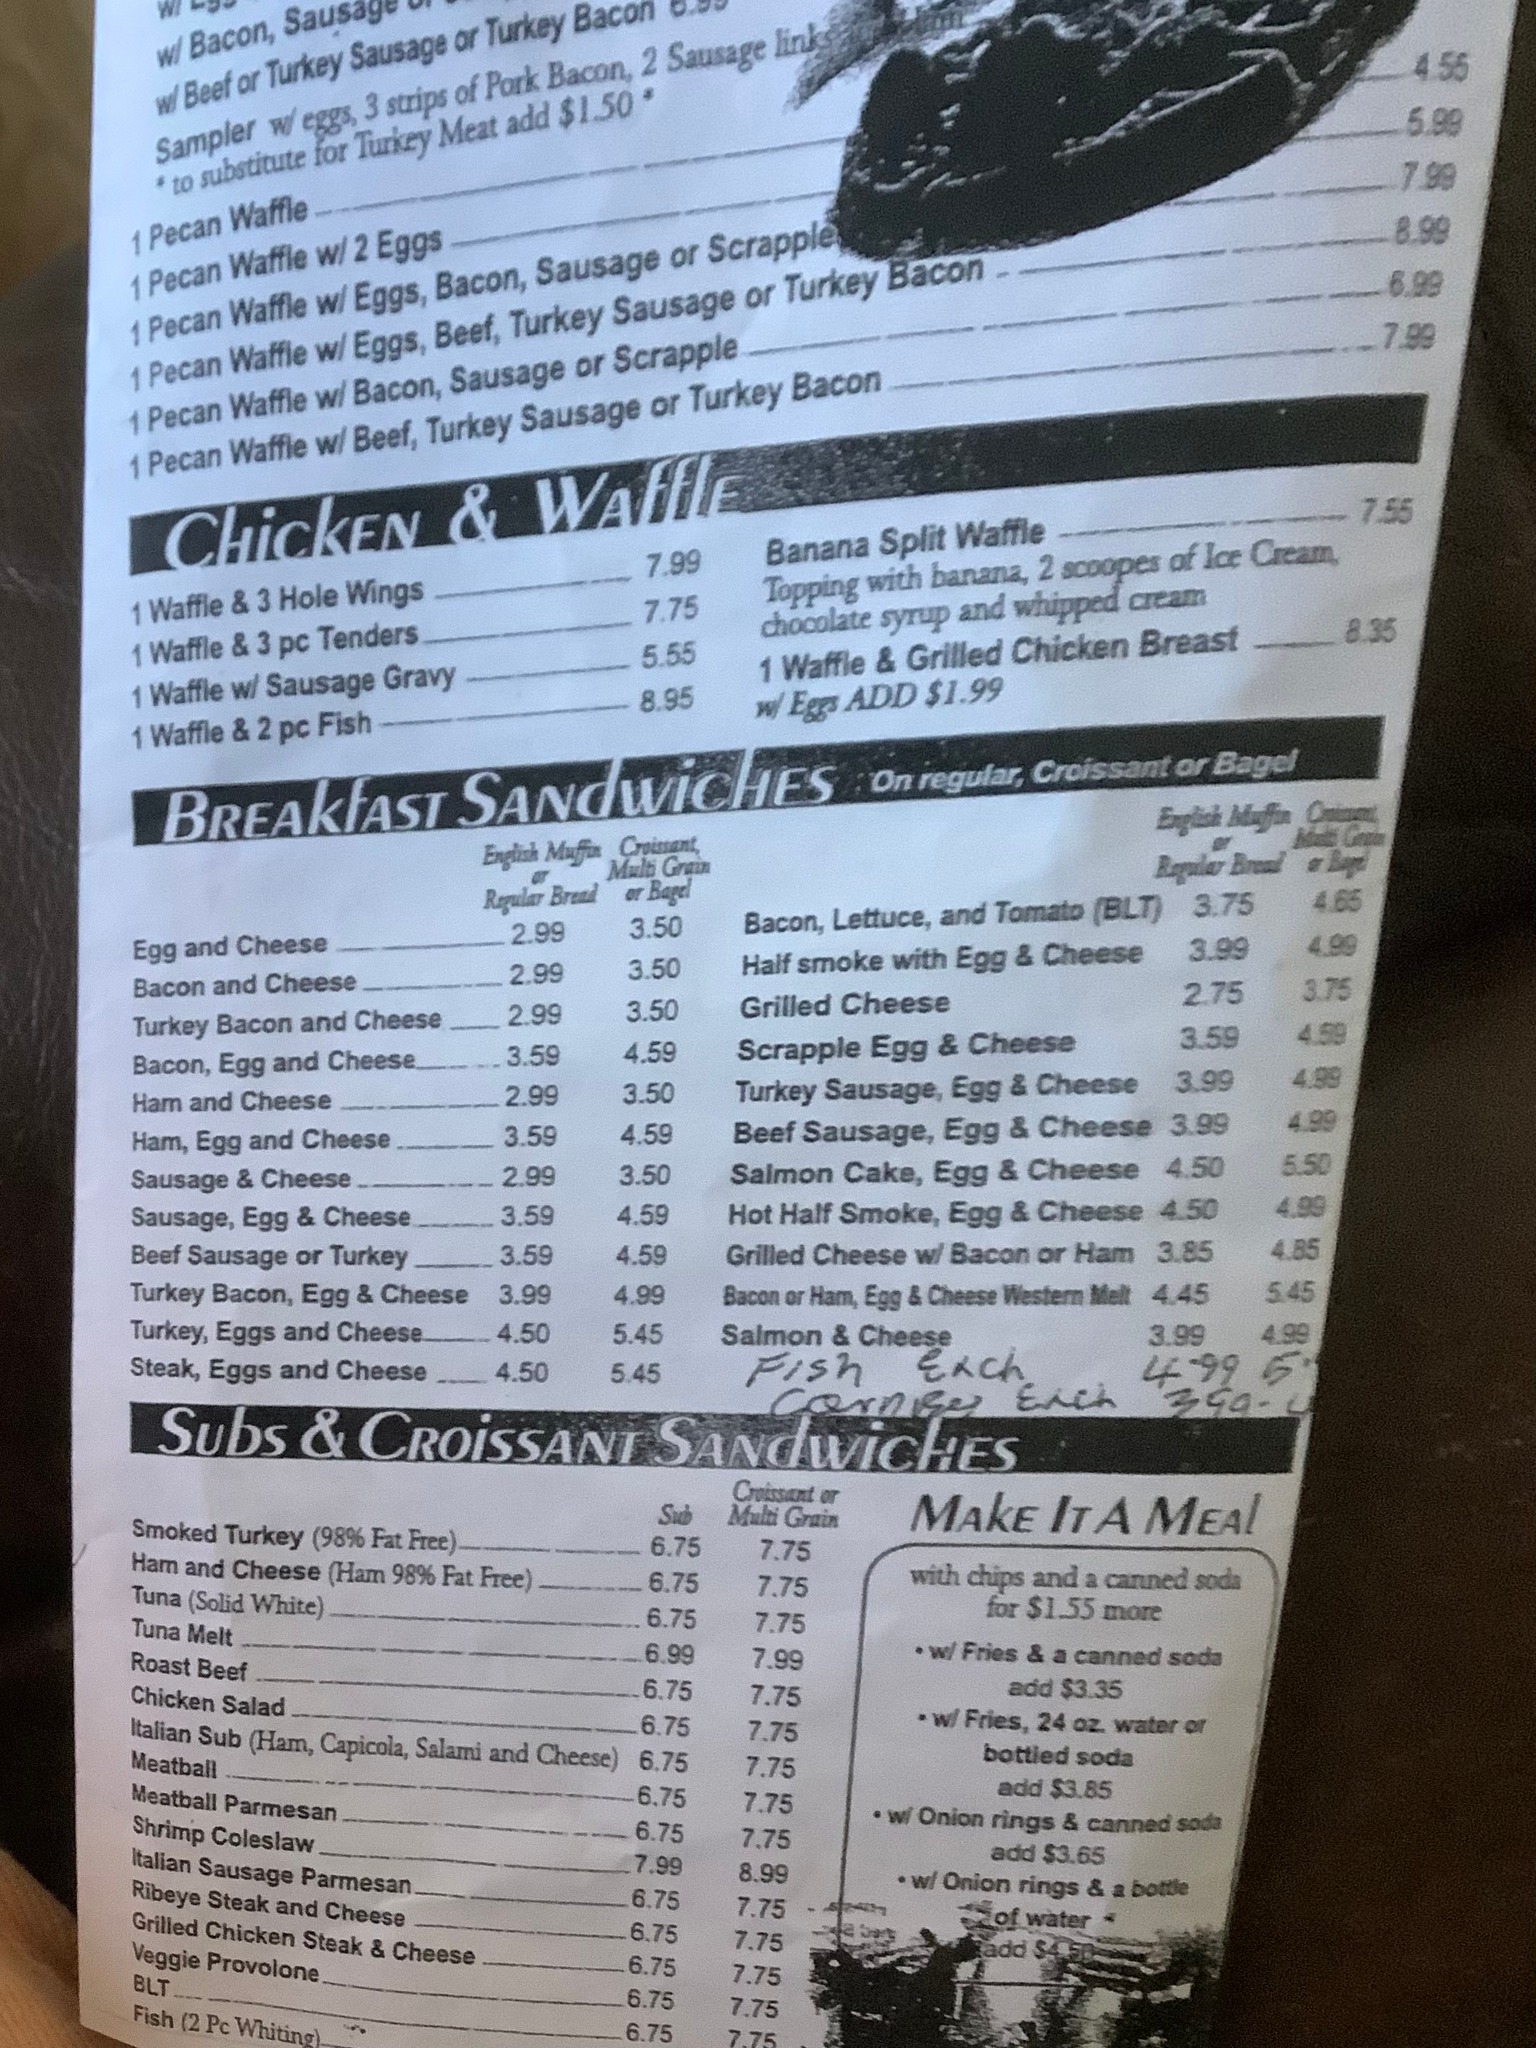 w/ Bacon, Sausage or
w/ Beef or Turkey Sausage or Turkey Bacon 6.99
Sampler w/ eggs, 3 strips of Pork Bacon, 2 Sausage links
* to substitute for Turkey Meat add $1.50 *
1 Pecan Waffle 4.55
1 Pecan Waffle w/ 2 Eggs 5.99
1 Pecan Waffle w/ Eggs, Bacon, Sausage or Scrapple 7.99
1 Pecan Waffle w/ Eggs, Beef, Turkey Sausage or Turkey Bacon 8.99
1 Pecan Waffle w/ Bacon, Sausage or Scrapple 6.99
1 Pecan Waffle w/ Beef, Turkey Sausage or Turkey Bacon 7.99
Chicken & Waffle
1 Waffle & 3 Hole Wings 7.99
1 Waffle & 3 pc Tenders 7.75
1 Waffle w/ Sausage Gravy 5.55
1 Waffle & 2 pc Fish 8.95
Banana Split Waffle 7.55
Topping with banana, 2 scoopes of Ice Cream,
chocolate syrup and whipped cream
1 Waffle & Grilled Chicken Breast 8.35
w/ Eggs ADD $1.99
Breakfast Sandwiches On regular, Croissant or Bagel
English Muffin Croissant,
or Multi Grain
Regular Bread or Bagel
Egg and Cheese 2.99 3.50
Bacon and Cheese 2.99 3.50
Turkey Bacon and Cheese 2.99 3.50
Bacon, Egg and Cheese 3.59 4.59
Ham and Cheese 2.99 3.50
Ham, Egg and Cheese 3.59 4.59
Sausage & Cheese 2.99 3.50
Sausage, Egg & Cheese 3.59 4.59
Beef Sausage or Turkey 3.59 4.59
Turkey Bacon, Egg & Cheese 3.99 4.99
Turkey, Eggs and Cheese 4.50 5.45
Steak, Eggs and Cheese 4.50 5.45
English Muffin Croissant,
or Multi Grain
Regular Bread or Bagel
Bacon, Lettuce, and Tomato (BLT) 3.75 4.65
Half smoke with Egg & Cheese 3.99 4.99
Grilled Cheese 2.75 3.75
Scrapple Egg & Cheese 3.59 4.59
Turkey Sausage, Egg & Cheese 3.99 4.99
Beef Sausage, Egg & Cheese 3.99 4.99
Salmon Cake, Egg & Cheese 4.50 5.50
Hot Half Smoke, Egg & Cheese 4.50 4.99
Grilled Cheese w/ Bacon or Ham 3.85 4.85
Bacon or Ham, Egg & Cheese Western Melt 4.45 5.45
Salmon & Cheese 3.99 4.99
Fish 4.99
3.99
Subs & Croissant Sandwiches
Sub Croissant or
Multi Grain
Smoked Turkey (98% Fat Free) 6.75 7.75
Ham and Cheese (Ham 98% Fat Free) 6.75 7.75
Tuna (Solid White) 6.75 7.75
Tuna Melt 6.99 7.99
Roast Beef 6.75 7.75
Chicken Salad 6.75 7.75
Italian Sub (Ham, Capicola, Salami and Cheese) 6.75 7.75
Meatball 6.75 7.75
Meatball Parmesan 6.75 7.75
Shrimp Coleslaw 7.99 8.99
Italian Sausage Parmesan 6.75 7.75
Ribeye Steak and Cheese 6.75 7.75
Grilled Chicken Steak & Cheese 6.75 7.75
Veggie Provolone 6.75 7.75
BLT 6.75 7.75
Fish (2 Pc Whiting)
Make It A Meal
with chips and a canned soda
for $1.55 more
• w/ Fries & a canned soda
add $3.35
• w/ Fries, 24 oz. water or
bottled soda
add $3.85
• w/ Onion rings & canned soda
add $3.65
• w/ Onion rings & a bottle
of water
add